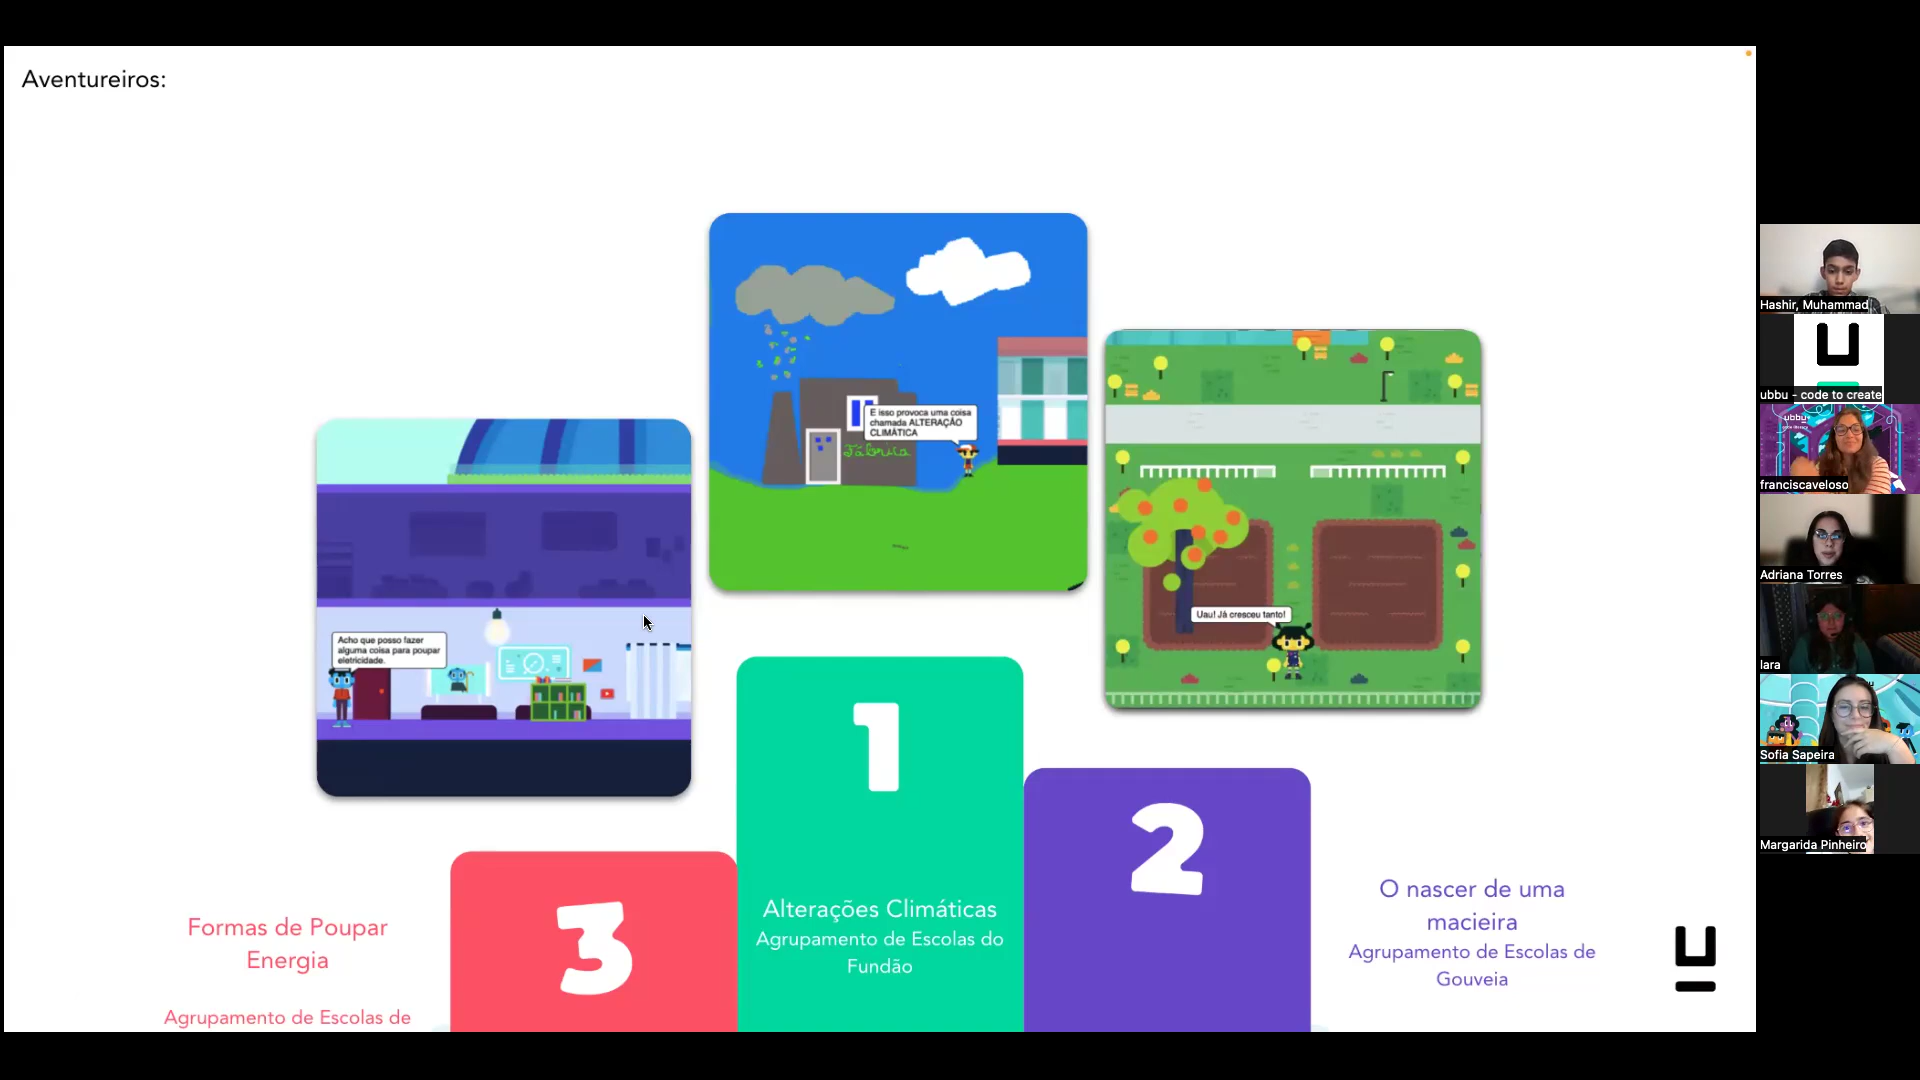 Aventureiros:
E isso provoca uma coisa
chamada ALTERAÇÃO
CLIMÁTICA
Fábrica
Acho que posso fazer
alguma coisa para poupar
eletricidade.
Uau! Já cresceu tanto!
1
Alterações Climáticas
Agrupamento de Escolas do
Fundão
2
O nascer de uma
macieira
Agrupamento de Escolas de
Gouveia
3
Formas de Poupar
Energia
Agrupamento de Escolas de
Hashir, Muhammad
ubbu - code to create
ubbu
franciscaveloso
Adriana Torres
Iara
Sofia Sapeira
Margarida Pinheiro